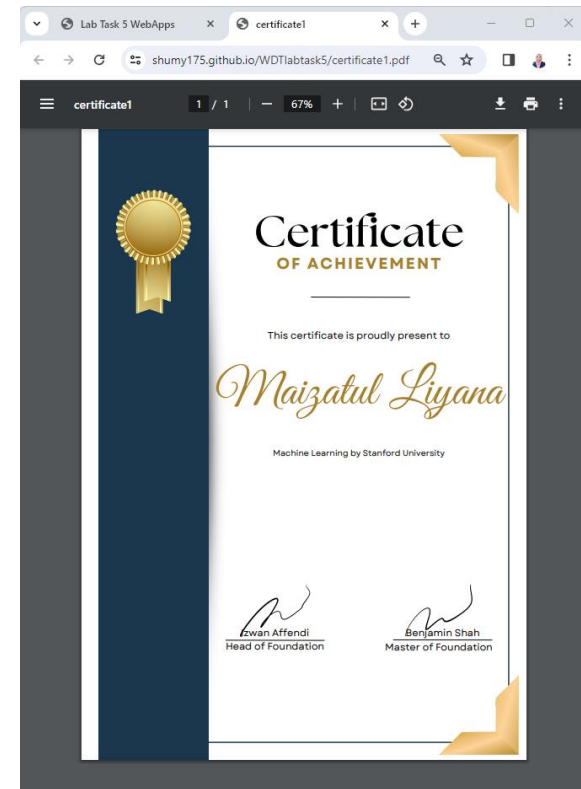 Lab Task 5 WebApps
certificate1
shumy175.github.io/WDTlabtask5/certificate1.pdf
certificate1
1 / 1
67%
Certificate
OF ACHIEVEMENT
This certificate is proudly present to
Maizatul Liyana
Machine Learning by Stanford University
Izwan Affendi
Head of Foundation
Benjamin Shah
Master of Foundation